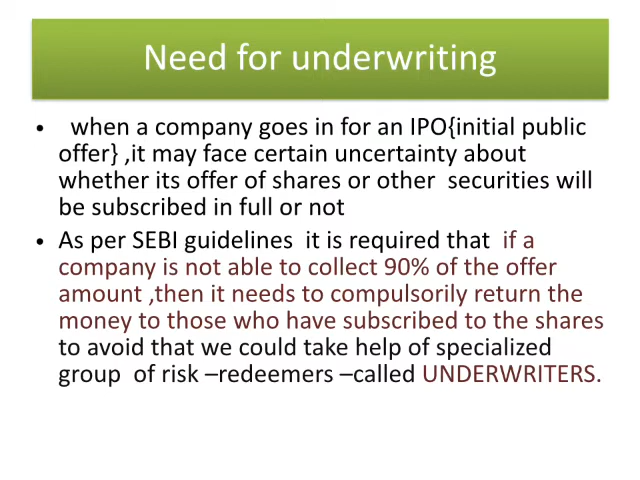 Need for underwriting
• when a company goes in for an IPO{initial public
offer} ,it may face certain uncertainty about
whether its offer of shares or other securities will
be subscribed in full or not
• As per SEBI guidelines it is required that if a
company is not able to collect 90% of the offer
amount ,then it needs to compulsorily return the
money to those who have subscribed to the shares
to avoid that we could take help of specialized
group of risk –redeemers –called UNDERWRITERS.